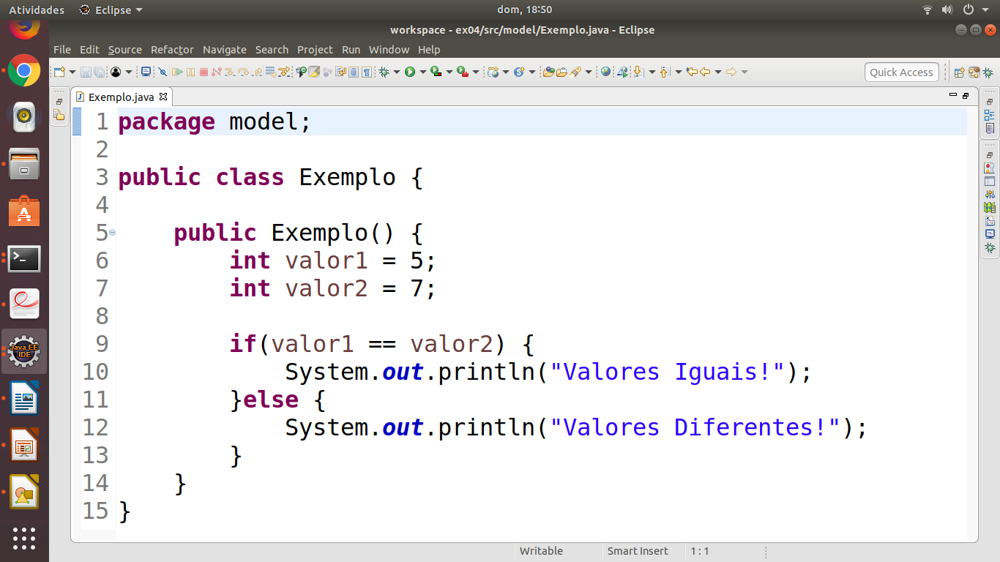 Atividades Eclipse dom, 18:50
workspace - ex04/src/model/Exemplo.java - Eclipse
File Edit Source Refactor Navigate Search Project Run Window Help
Quick Access
Exemplo.java
1 package model;
2
3 public class Exemplo {
4
5 public Exemplo() {
6 int valor1 = 5;
7 int valor2 = 7;
8
9 if(valor1 == valor2) {
10 System.out.println("Valores Iguais!");
11 }else {
12 System.out.println("Valores Diferentes!");
13 }
14 }
15 }
Java EE
IDE
Writable Smart Insert 1 : 1